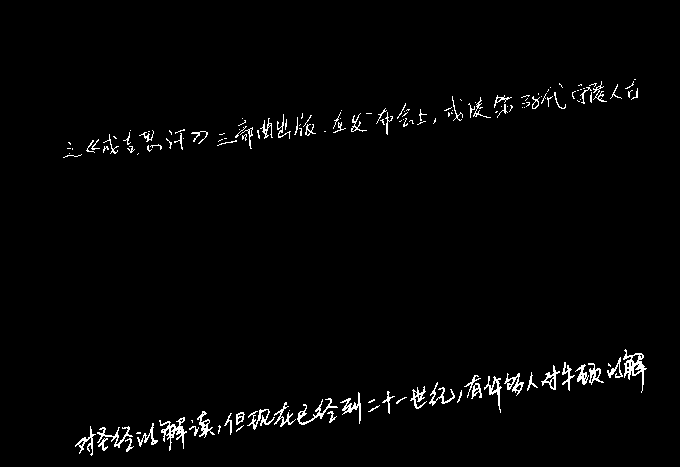 之《成吉思汗》三部曲出版.在发布会上,成陵第38代守陵人古
对圣经的解读,但现在已经到二十一世纪,有许多人对牛顿的解